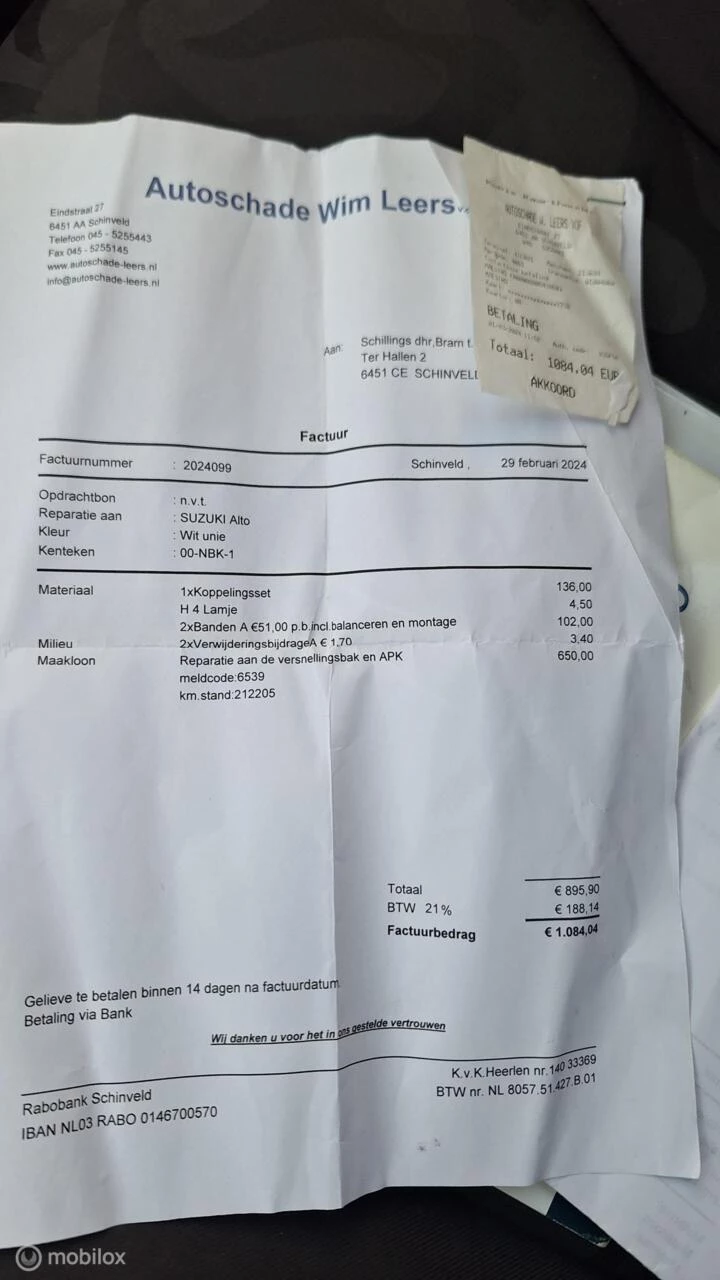 Autoschade Wim Leers
Eindstraat 27
6451 AA Schinveld
Telefoon 045 - 5255443
Fax 045 - 5255145
www.autoschade-leers.nl
info@autoschade-leers.nl
AUTOSCHADE W. LEERS VOF
BETALING
Totaal: 1084.04 EUR
AKKOORD
Aan: Schillings dhr,Bram t.
Ter Hallen 2
6451 CE SCHINVEL
Factuur
Factuurnummer : 2024099 Schinveld , 29 februari 2024
Opdrachtbon : n.v.t.
Reparatie aan : SUZUKI Alto
Kleur : Wit unie
Kenteken : 00-NBK-1
Materiaal 1xKoppelingsset 136,00
H 4 Lamje 4,50
2xBanden A €51,00 p.b.incl.balanceren en montage 102,00
Milieu 2xVerwijderingsbijdrageA € 1,70 3,40
Maakloon Reparatie aan de versnellingsbak en APK 650,00
meldcode:6539
km.stand:212205
Totaal € 895,90
BTW 21% € 188,14
Factuurbedrag € 1.084,04
Gelieve te betalen binnen 14 dagen na factuurdatum
Betaling via Bank
Wij danken u voor het in ons gestelde vertrouwen
Rabobank Schinveld K.v.K.Heerlen nr.140 33369
IBAN NL03 RABO 0146700570 BTW nr. NL 8057.51.427.B.01
mobilox